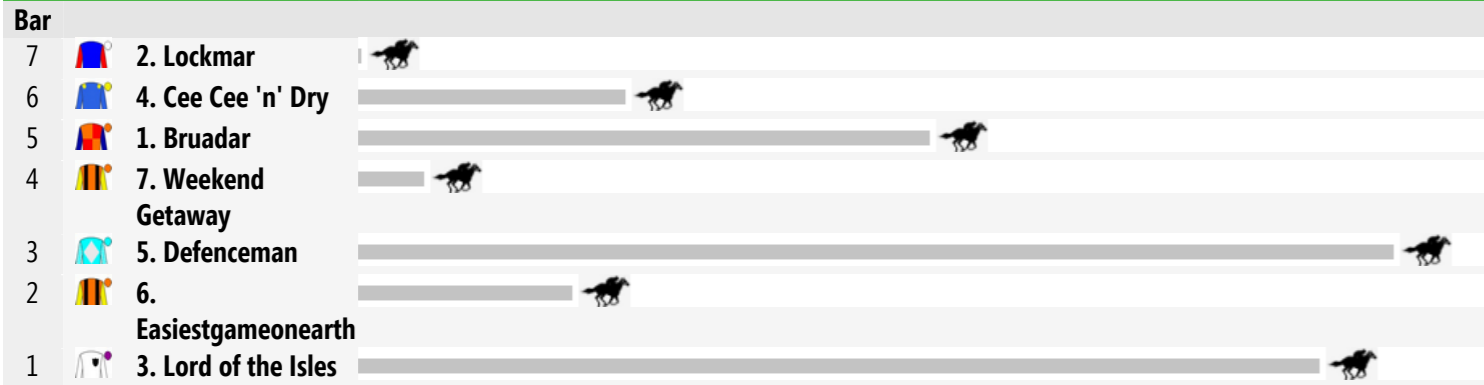 Bar
7 2. Lockmar
6 4. Cee Cee 'n' Dry
5 1. Bruadar
4 7. Weekend
Getaway
3 5. Defenceman
2 6.
Easiestgameonearth
1 3. Lord of the Isles